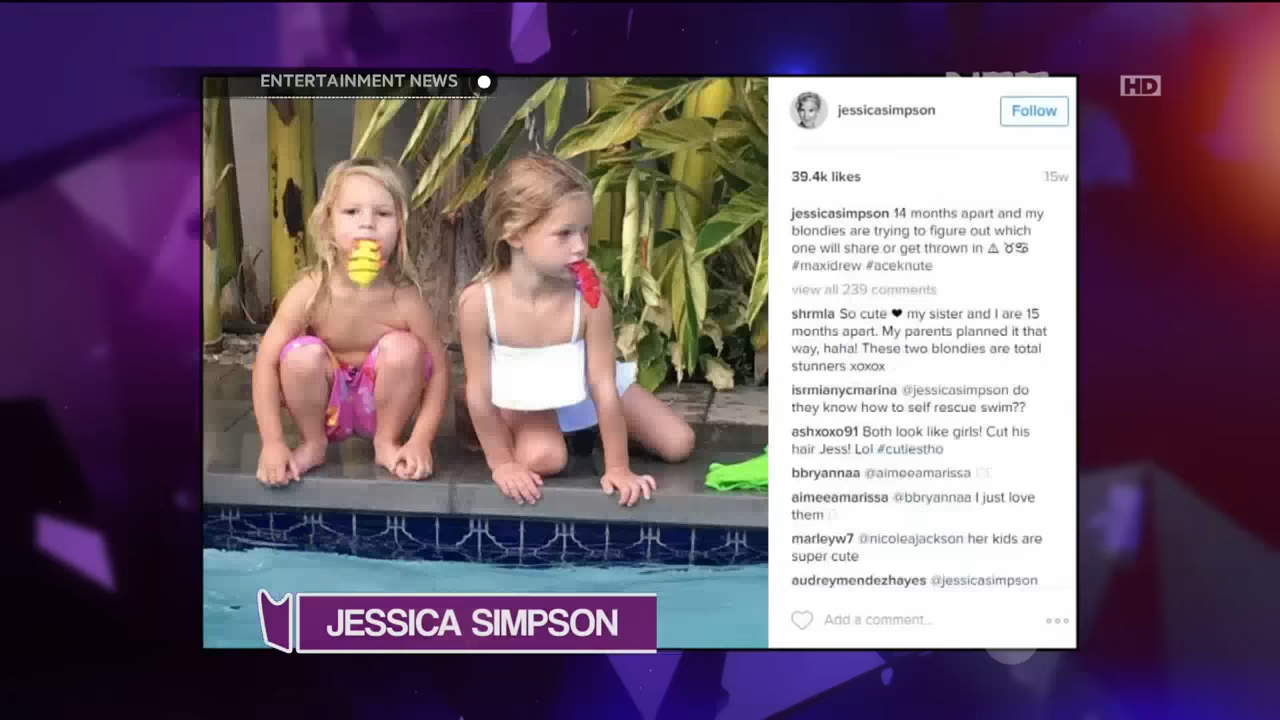 ENTERTAINMENT NEWS
HD
jessicasimpson
Follow
39.4k likes
15w
jessicasimpson 14 months apart and my
blondies are trying to figure out which
one will share or get thrown in ⚠ ♉♋
#maxidrew #aceknute
view all 239 comments
shrmla So cute ❤ my sister and I are 15
months apart. My parents planned it that
way, haha! These two blondies are total
stunners xoxox
isrmianycmarina @jessicasimpson do
they know how to self rescue swim??
ashxoxo91 Both look like girls! Cut his
hair Jess! Lol #cutiestho
bbryannaa @aimeeamarissa
aimeeamarissa @bbryannaa I just love
them
marleyw7 @nicoleajackson her kids are
super cute
audreymendezhayes @jessicasimpson
Add a comment...
JESSICA SIMPSON